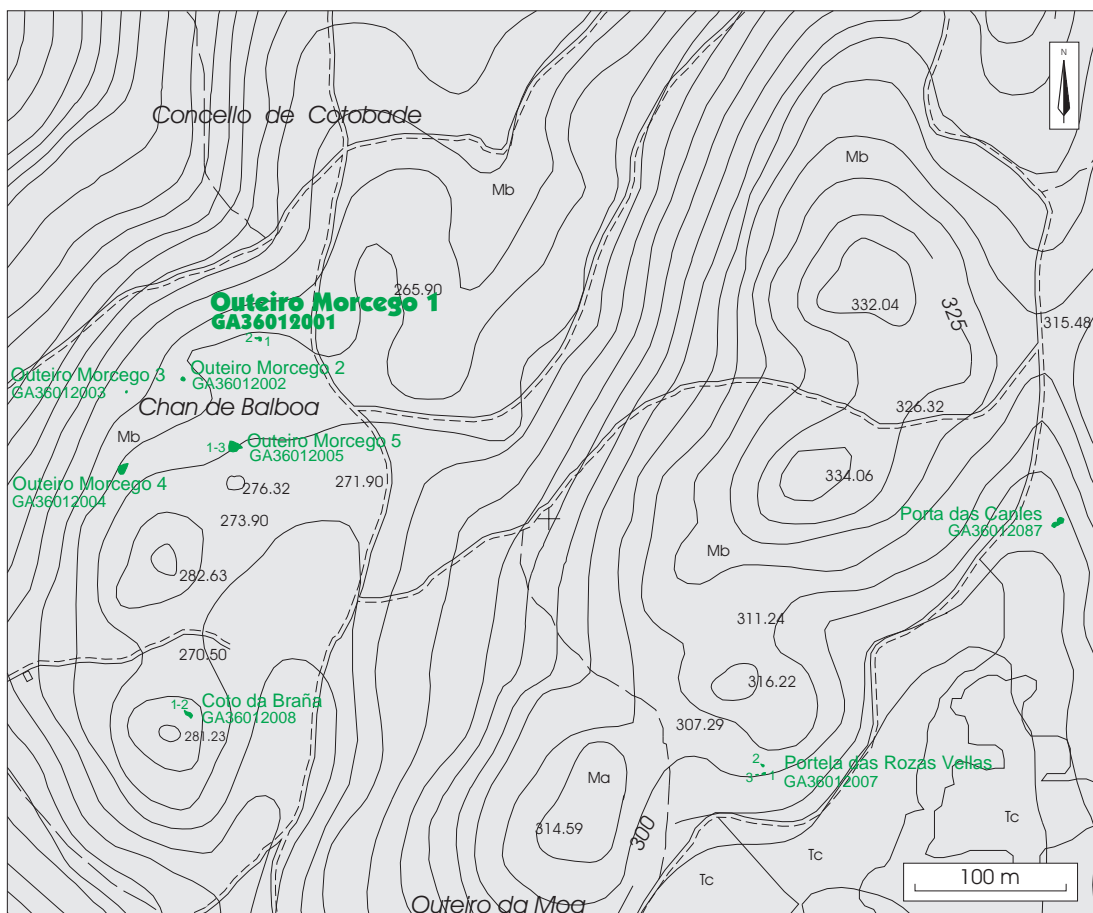 N
Concello de Cotobade
Mb
Mb
265.90
Outeiro Morcego 1
GA36012001
2
1
332.04
325
315.48
Outeiro Morcego 3
GA36012003
Outeiro Morcego 2
GA36012002
Chan de Balboa
326.32
Mb
1-3
Outeiro Morcego 5
GA36012005
Outeiro Morcego 4
GA36012004
276.32
271.90
334.06
273.90
Porta das Canles
GA36012087
Mb
282.63
311.24
270.50
316.22
1-2
Coto da Braña
GA36012008
281.23
307.29
2
3
1
Portela das Rozas Vellas
GA36012007
Ma
314.59
300
Tc
Tc
Tc
100 m
Outeiro da Moa